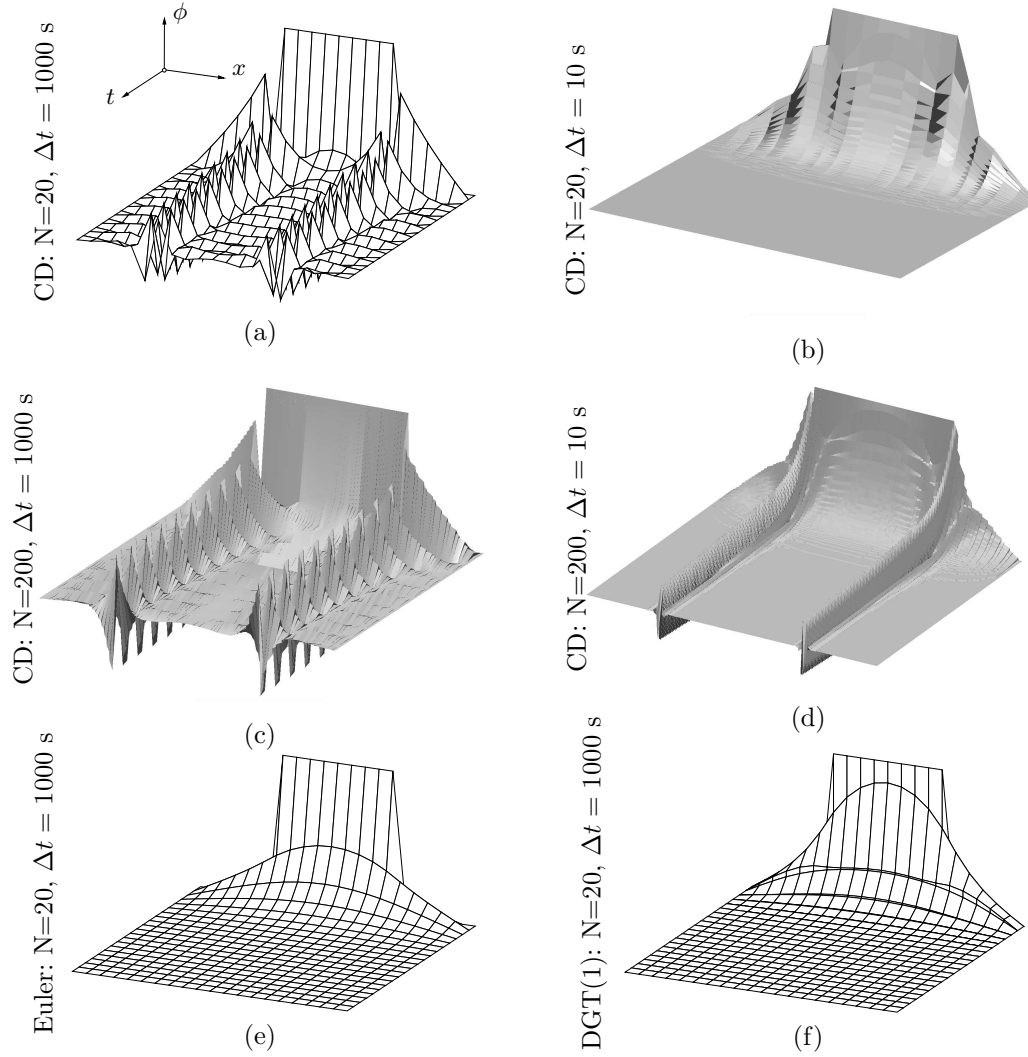 ϕ
x
t
CD: N=20, Δt = 1000 s
(a)
CD: N=20, Δt = 10 s
(b)
CD: N=200, Δt = 1000 s
(c)
CD: N=200, Δt = 10 s
(d)
Euler: N=20, Δt = 1000 s
(e)
DGT(1): N=20, Δt = 1000 s
(f)